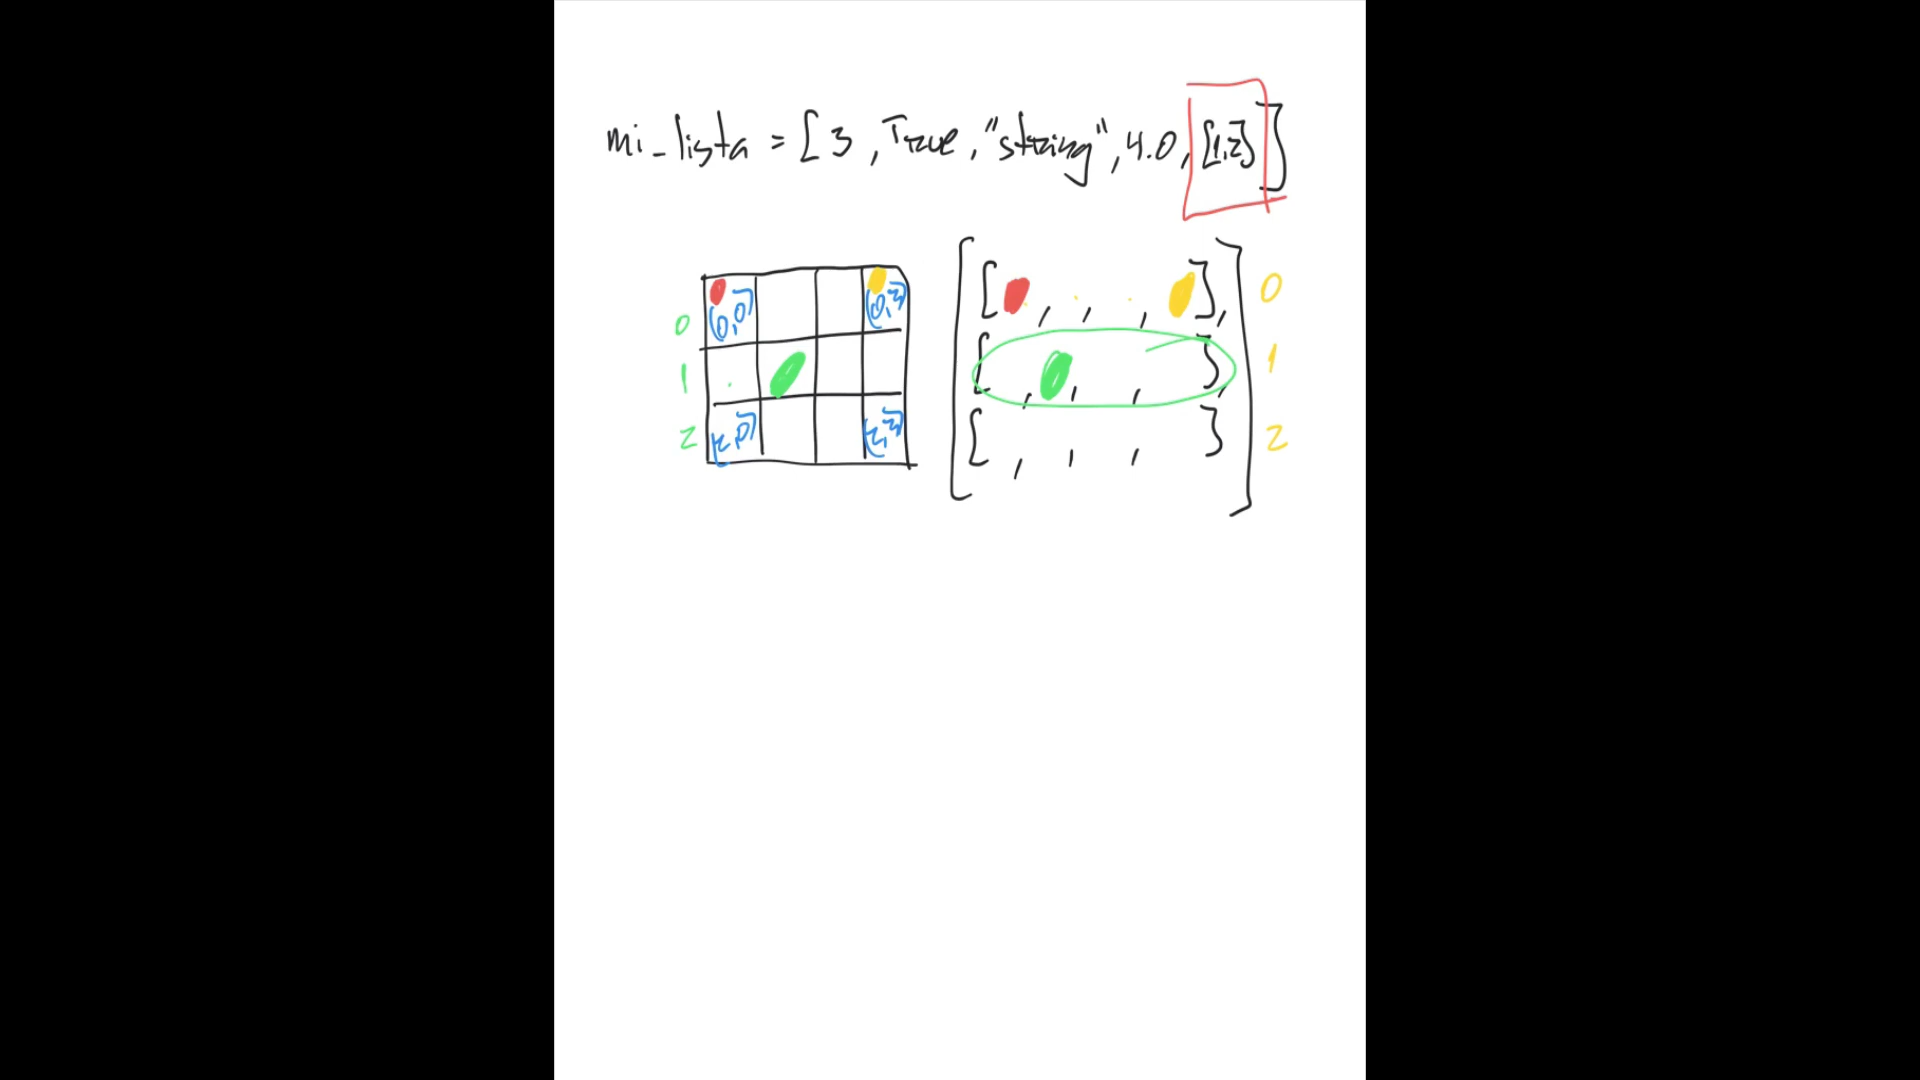 mi_lista = [ 3 , True , "string" , 4.0 , [1,2] ]
0 (0,0) (0,3) [ , , , ], 0
1 [ , , , ], 1
2 (2,0) (2,3) [ , , , ] 2